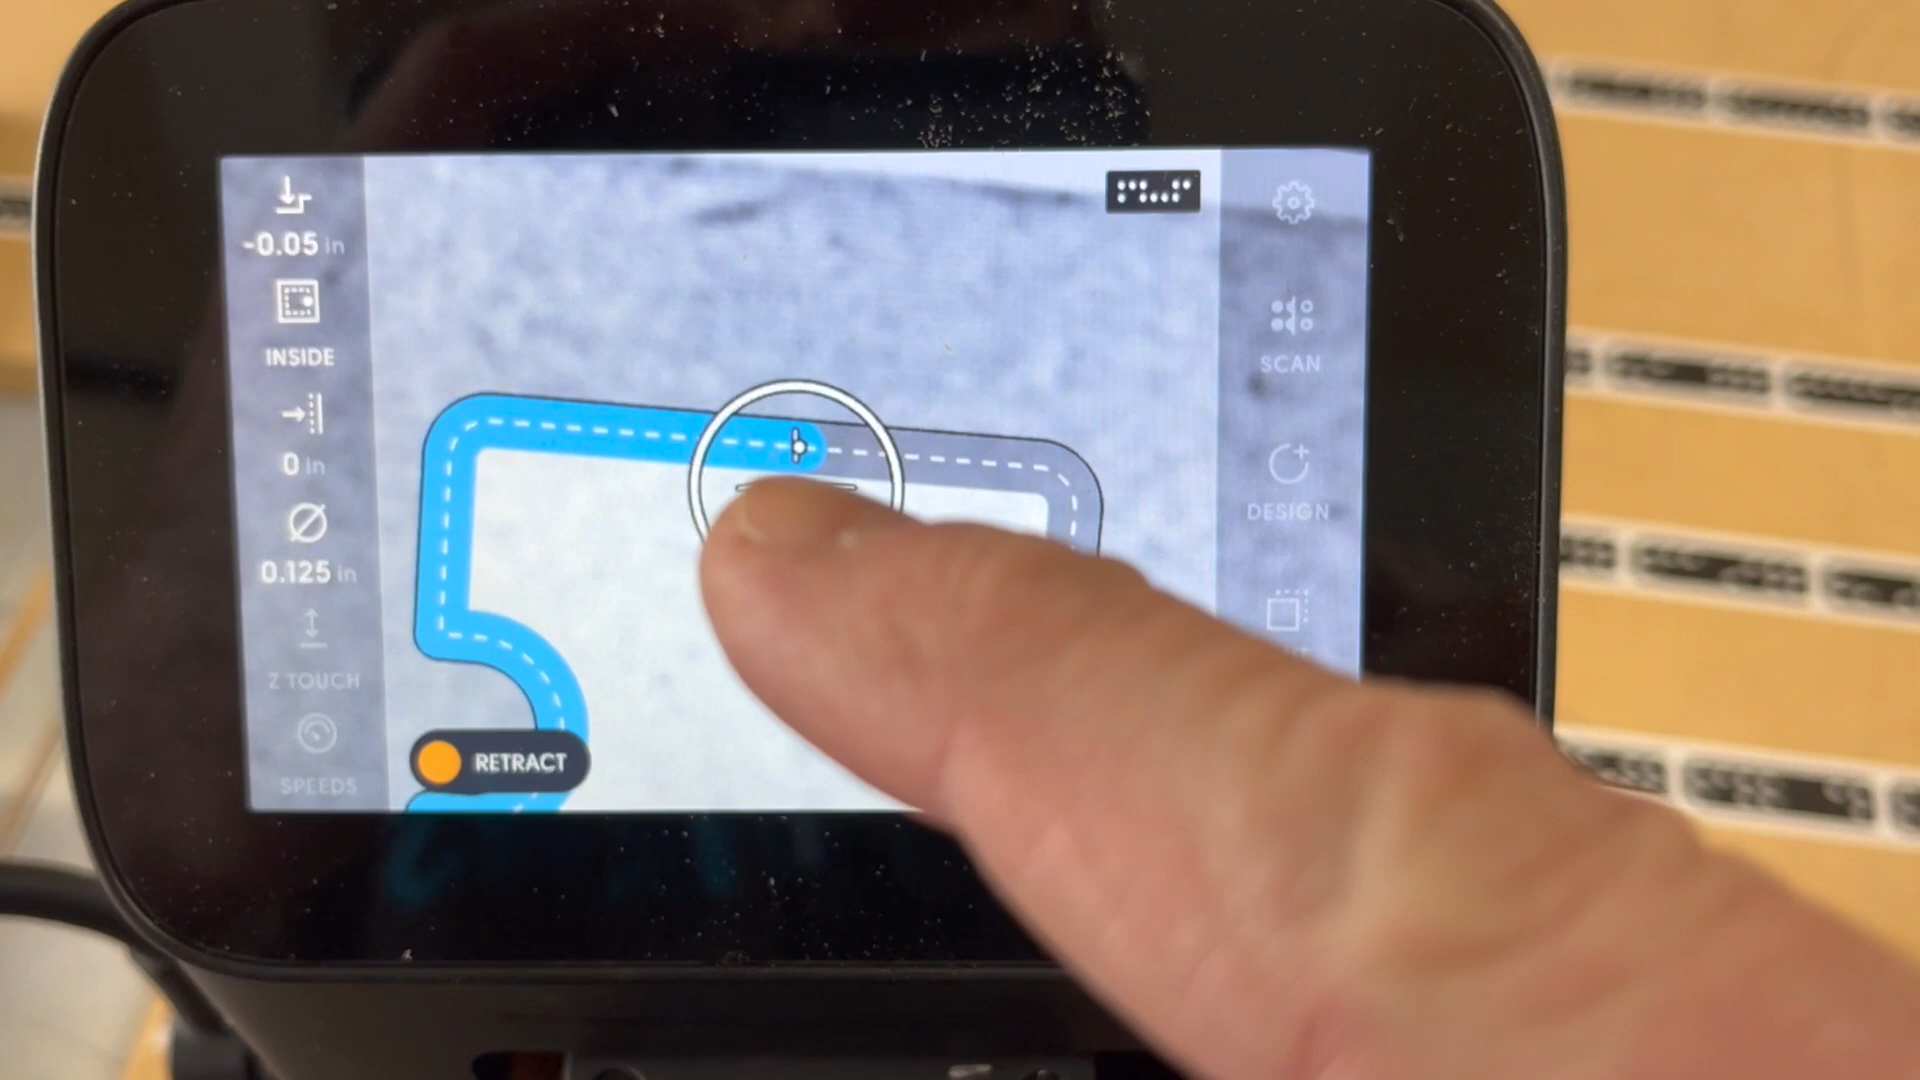 -0.05 in
INSIDE
0 in
0.125 in
Z TOUCH
SPEEDS
RETRACT
SCAN
DESIGN